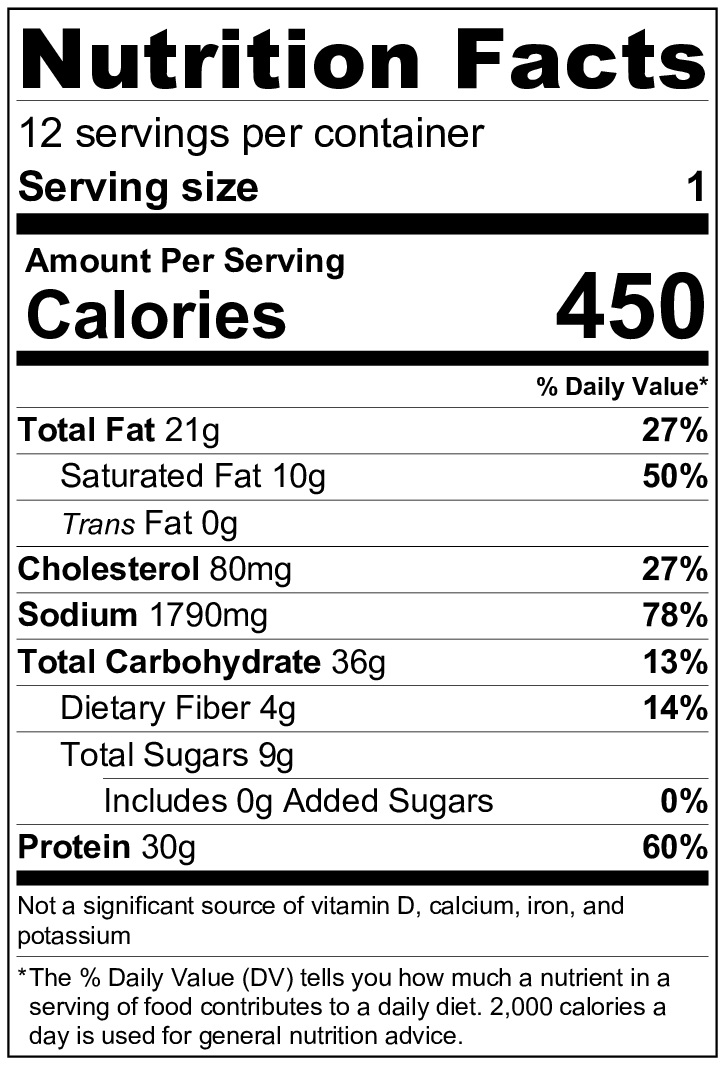 Nutrition Facts
12 servings per container
Serving size 1
Amount Per Serving
Calories 450
% Daily Value*
Total Fat 21g 27%
Saturated Fat 10g 50%
Trans Fat 0g
Cholesterol 80mg 27%
Sodium 1790mg 78%
Total Carbohydrate 36g 13%
Dietary Fiber 4g 14%
Total Sugars 9g
Includes 0g Added Sugars 0%
Protein 30g 60%
Not a significant source of vitamin D, calcium, iron, and
potassium
*The % Daily Value (DV) tells you how much a nutrient in a
serving of food contributes to a daily diet. 2,000 calories a
day is used for general nutrition advice.